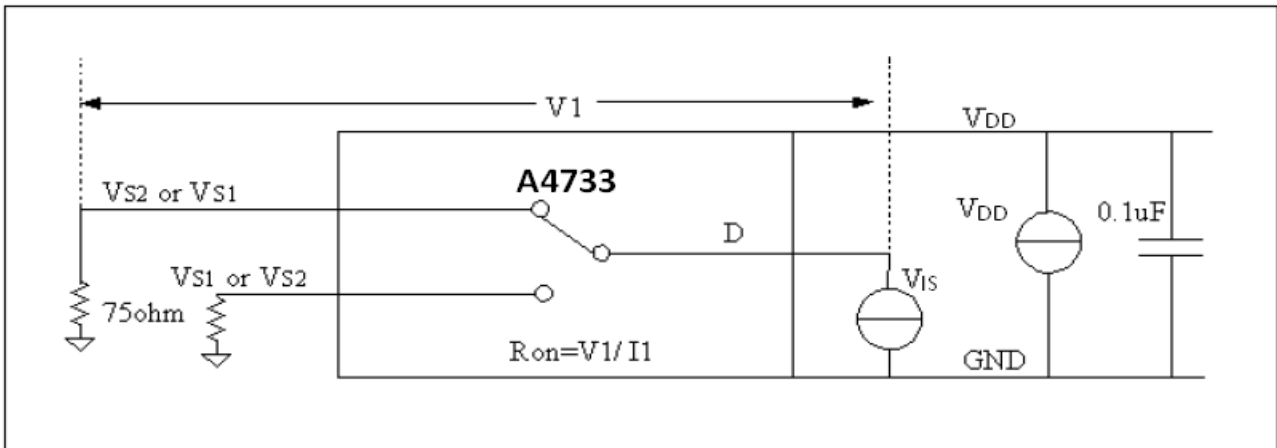 V1
VDD
A4733
VS2 or VS1
VDD
0.1uF
D
VS1 or VS2
VIS
75ohm
Ron=V1/I1
GND